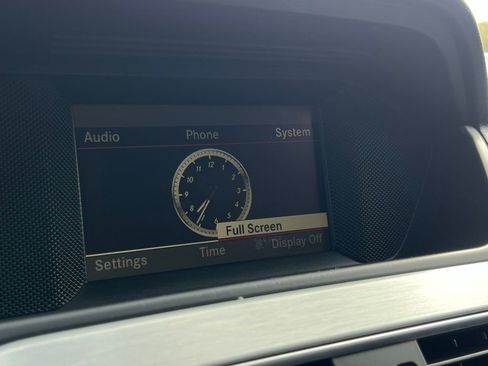 Audio Phone System
12
11 1
10 2
9 3
8 4
7 5
6
Full Screen
Settings Time Display Off